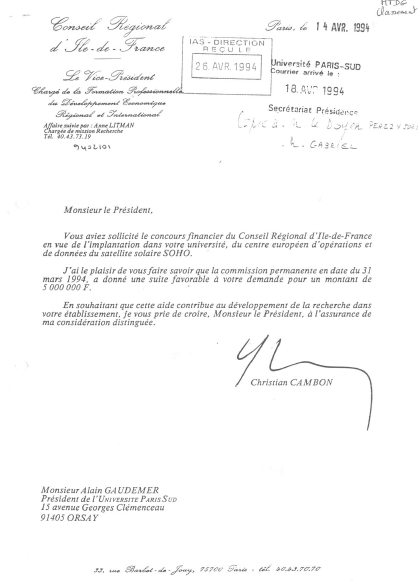 Conseil Régional
d'Ile-de-France
Le Vice-Président
Chargé de la Formation Professionnelle
du Développement Economique
Régional et International
Affaire suivie par : Anne LITMAN
Chargée de mission Recherche
Tél. 40.43.73.19
9402101
Classement
Paris, le 14 AVR. 1994
IAS - DIRECTION
REÇU LE
26 AVR. 1994
Université PARIS-SUD
Courrier arrivé le :
18 AVR 1994
Secrétariat Présidence
Copie à M. le Doyen PEREZ Y
M. GABRIEL
Monsieur le Président,
Vous aviez sollicité le concours financier du Conseil Régional d'Ile-de-France
en vue de l'implantation dans votre université, du centre européen d'opérations et
de données du satellite solaire SOHO.
J'ai le plaisir de vous faire savoir que la commission permanente en date du 31
mars 1994, a donné une suite favorable à votre demande pour un montant de
5 000 000 F.
En souhaitant que cette aide contribue au développement de la recherche dans
votre établissement, je vous prie de croire, Monsieur le Président, à l'assurance de
ma considération distinguée.
Christian CAMBON
Monsieur Alain GAUDEMER
Président de l'UNIVERSITE PARIS SUD
15 avenue Georges Clémenceau
91405 ORSAY
33, rue Barbet-de-Jouy, 75700 Paris - tél. 40.43.70.70